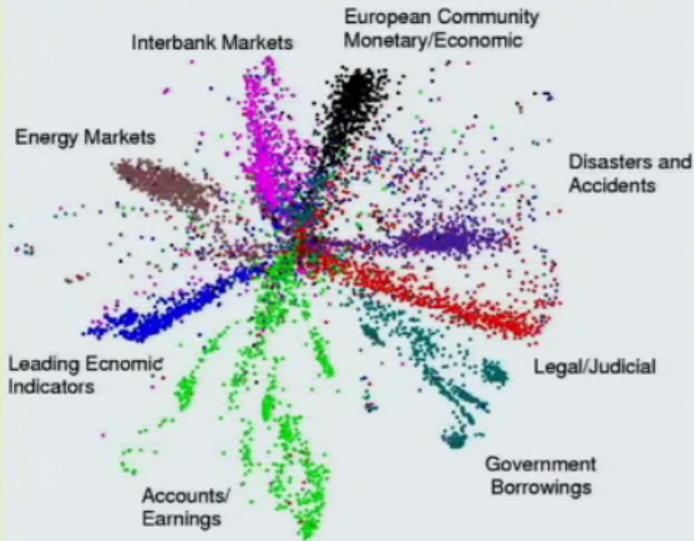 European Community
Monetary/Economic
Interbank Markets
Energy Markets
Disasters and
Accidents
Leading Ecnomic
Indicators
Legal/Judicial
Government
Borrowings
Accounts/
Earnings